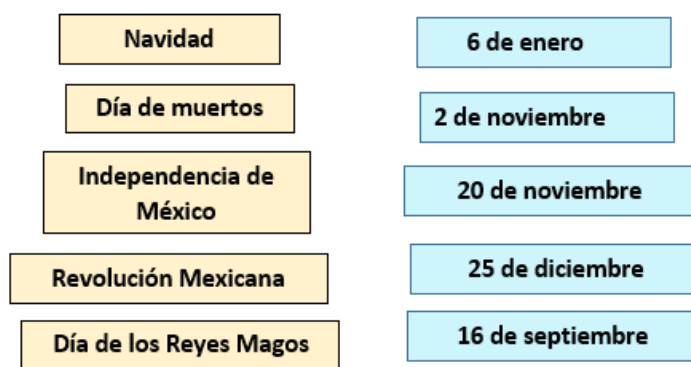 Navidad
6 de enero
Día de muertos
2 de noviembre
Independencia de
México
20 de noviembre
Revolución Mexicana
25 de diciembre
Día de los Reyes Magos
16 de septiembre